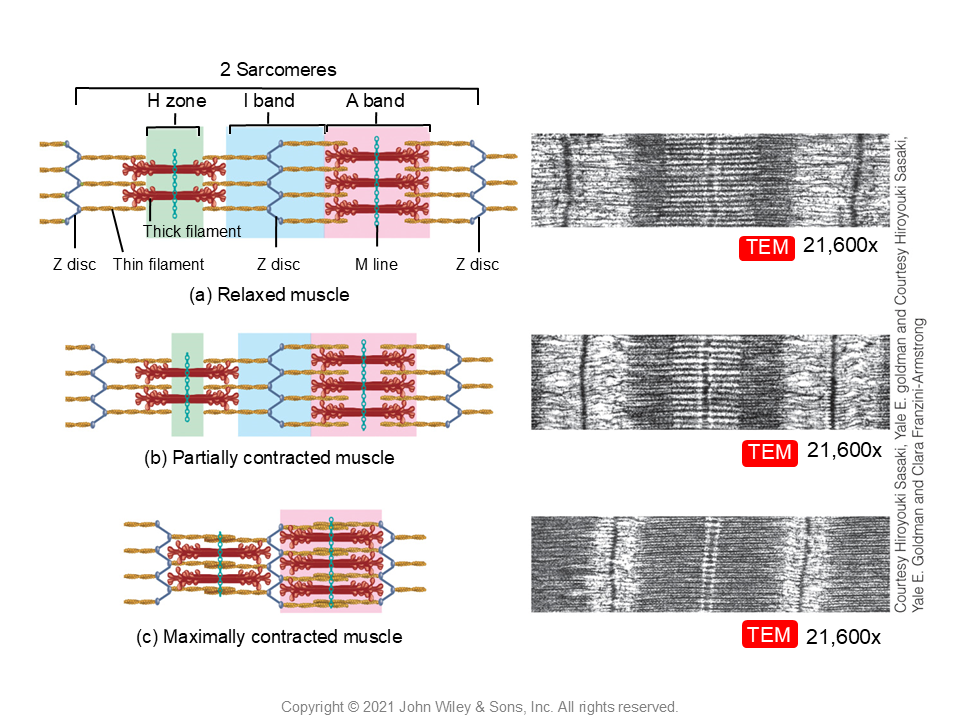 2 Sarcomeres
H zone
I band
A band
Thick filament
Z disc
Thin filament
Z disc
M line
Z disc
(a) Relaxed muscle
TEM 21,600x
(b) Partially contracted muscle
TEM 21,600x
(c) Maximally contracted muscle
TEM 21,600x
Courtesy Hiroyouki Sasaki, Yale E. goldman and Courtesy Hiroyouki Sasaki,
Yale E. Goldman and Clara Franzini-Armstrong
Copyright © 2021 John Wiley & Sons, Inc. All rights reserved.